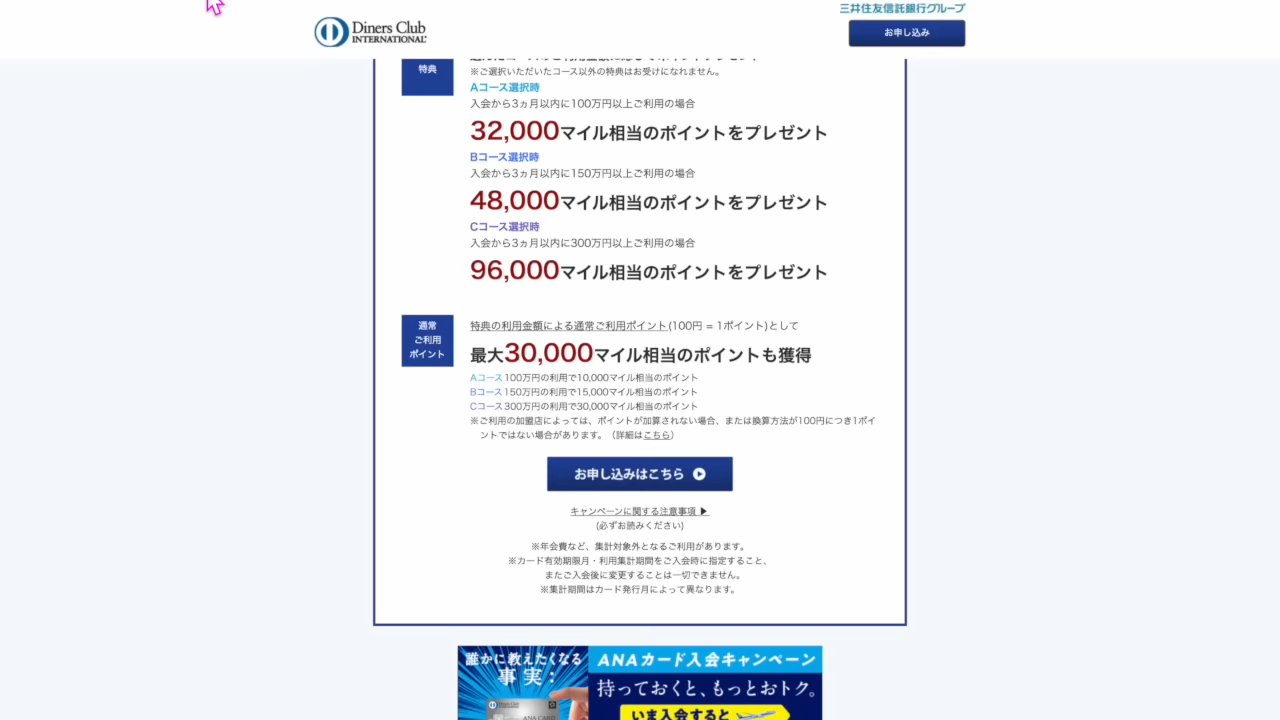 三井住友信託銀行グループ
Diners Club
INTERNATIONAL
お申し込み
特典
※ご選択いただいたコース以外の特典はお受けになれません。
Aコース選択時
入会から3ヵ月以内に100万円以上ご利用の場合
32,000マイル相当のポイントをプレゼント
Bコース選択時
入会から3ヵ月以内に150万円以上ご利用の場合
48,000マイル相当のポイントをプレゼント
Cコース選択時
入会から3ヵ月以内に300万円以上ご利用の場合
96,000マイル相当のポイントをプレゼント
通常
ご利用
ポイント
特典の利用金額による通常ご利用ポイント(100円 = 1ポイント)として
最大30,000マイル相当のポイントも獲得
Aコース 100万円の利用で10,000マイル相当のポイント
Bコース 150万円の利用で15,000マイル相当のポイント
Cコース 300万円の利用で30,000マイル相当のポイント
※ご利用の加盟店によっては、ポイントが加算されない場合、または換算方法が100円につき1ポイ
ントではない場合があります。（詳細はこちら）
お申し込みはこちら
キャンペーンに関する注意事項 ▶
(必ずお読みください)
※年会費など、集計対象外となるご利用があります。
※カード有効期限月・利用集計期間をご入会時に指定すること、
またご入会後に変更することは一切できません。
※集計期間はカード発行月によって異なります。
誰かに教えたくなる
事実：
Diners Club
ANA CARD
ANAカード入会キャンペーン
持っておくと、もっとおトク。
いま入会すると